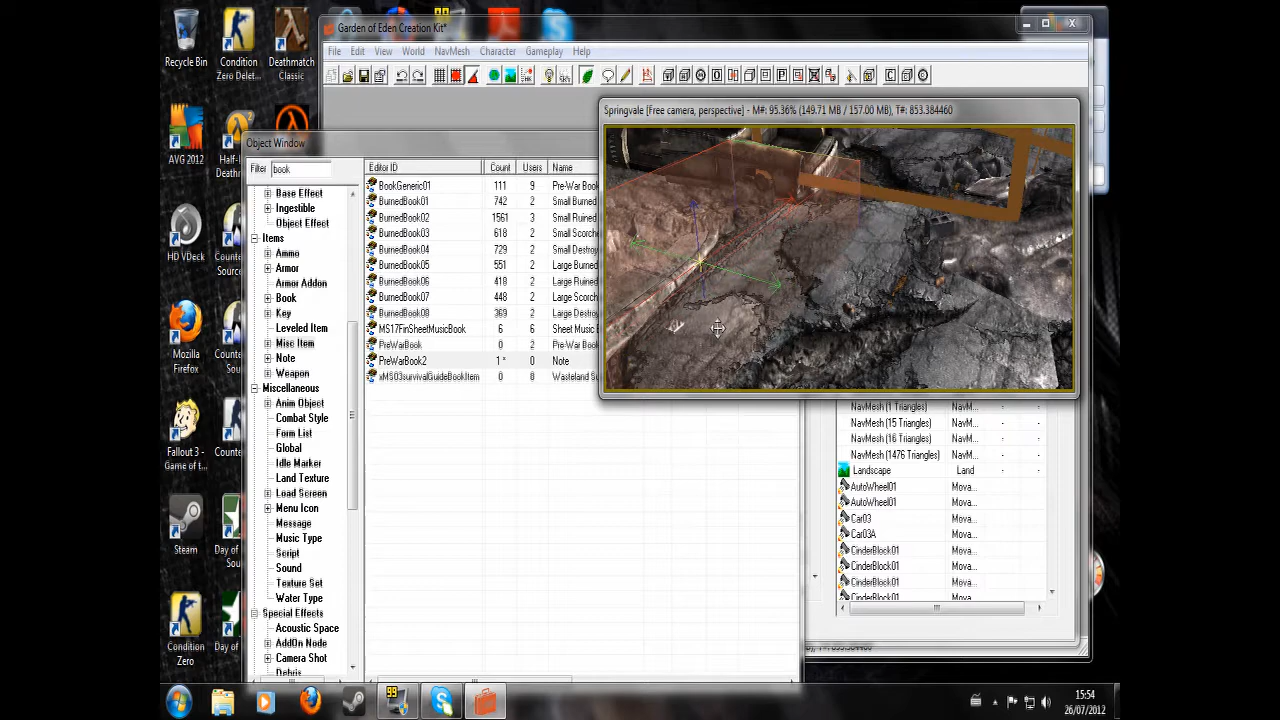 Recycle Bin
Condition Zero Delet...
Deathmatch Classic
AVG 2012
Half-
Deathm
HD VDeck
Counte
Source
Mozilla Firefox
Counte
Fallout 3 - Game of t...
Counte
Steam
Day of
Sou
Condition Zero
Day of
Garden of Eden Creation Kit*
File Edit View World NavMesh Character Gameplay Help
Object Window
Filter book
Base Effect
Ingestible
Object Effect
Items
Ammo
Armor
Armor Addon
Book
Key
Leveled Item
Misc Item
Note
Weapon
Miscellaneous
Anim Object
Combat Style
Form List
Global
Idle Marker
Land Texture
Load Screen
Menu Icon
Message
Music Type
Script
Sound
Texture Set
Water Type
Special Effects
Acoustic Space
AddOn Node
Camera Shot
Debris
Editor ID Count Users Name
BookGeneric01 111 9 Pre-War Book
BurnedBook01 742 2 Small Burned
BurnedBook02 1561 3 Small Ruined
BurnedBook03 618 2 Small Scorche
BurnedBook04 729 2 Small Destroy
BurnedBook05 551 2 Large Burned
BurnedBook06 418 2 Large Ruined
BurnedBook07 448 2 Large Scorch
BurnedBook08 369 2 Large Destroy
MS17FinSheetMusicBook 6 6 Sheet Music B
PreWarBook 0 2 Pre-War Book
PreWarBook2 1 * 0 Note
xMS03survivalGuideBookItem 0 8 Wasteland Su
Springvale [Free camera, perspective] - M#: 95.36% (149.71 MB / 157.00 MB), T#: 853.384460
NavMesh (1 Triangles) NavM... - -
NavMesh (15 Triangles) NavM... - -
NavMesh (16 Triangles) NavM... - -
NavMesh (1476 Triangles) NavM... - -
Landscape Land - -
AutoWheel01 Mova...
AutoWheel01 Mova...
Car03 Mova...
Car03A Mova...
CinderBlock01 Mova...
CinderBlock01 Mova...
CinderBlock01 Mova...
CinderBlock01 Mova...
15:54
26/07/2012